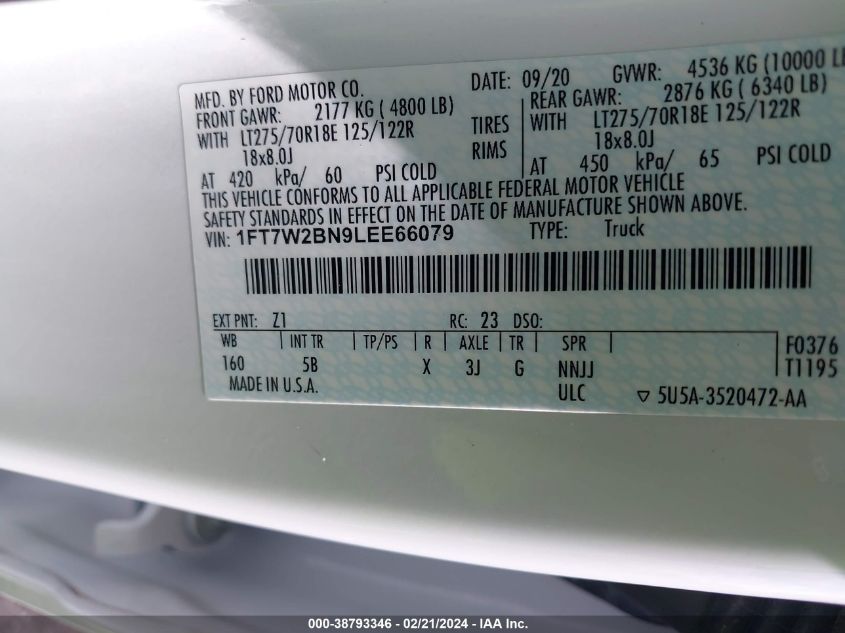 MFD. BY FORD MOTOR CO. DATE: 09/20 GVWR: 4536 KG (10000
FRONT GAWR: 2177 KG ( 4800 LB) REAR GAWR: 2876 KG ( 6340 LB)
WITH LT275/70R18E 125/122R TIRES WITH LT275/70R18E 125/122R
18x8.0J RIMS 18x8.0J
AT 420 kPa/ 60 PSI COLD AT 450 kPa/ 65 PSI COLD
THIS VEHICLE CONFORMS TO ALL APPLICABLE FEDERAL MOTOR VEHICLE
SAFETY STANDARDS IN EFFECT ON THE DATE OF MANUFACTURE SHOWN ABOVE.
VIN: 1FT7W2BN9LEE66079 TYPE: Truck
EXT PNT: Z1 RC: 23 DSO:
WB INT TR TP/PS R AXLE TR SPR F0376
160 5B X 3J G NNJJ T1195
MADE IN U.S.A. ULC ▽ 5U5A-3520472-AA
000-38793346 - 02/21/2024 - IAA Inc.